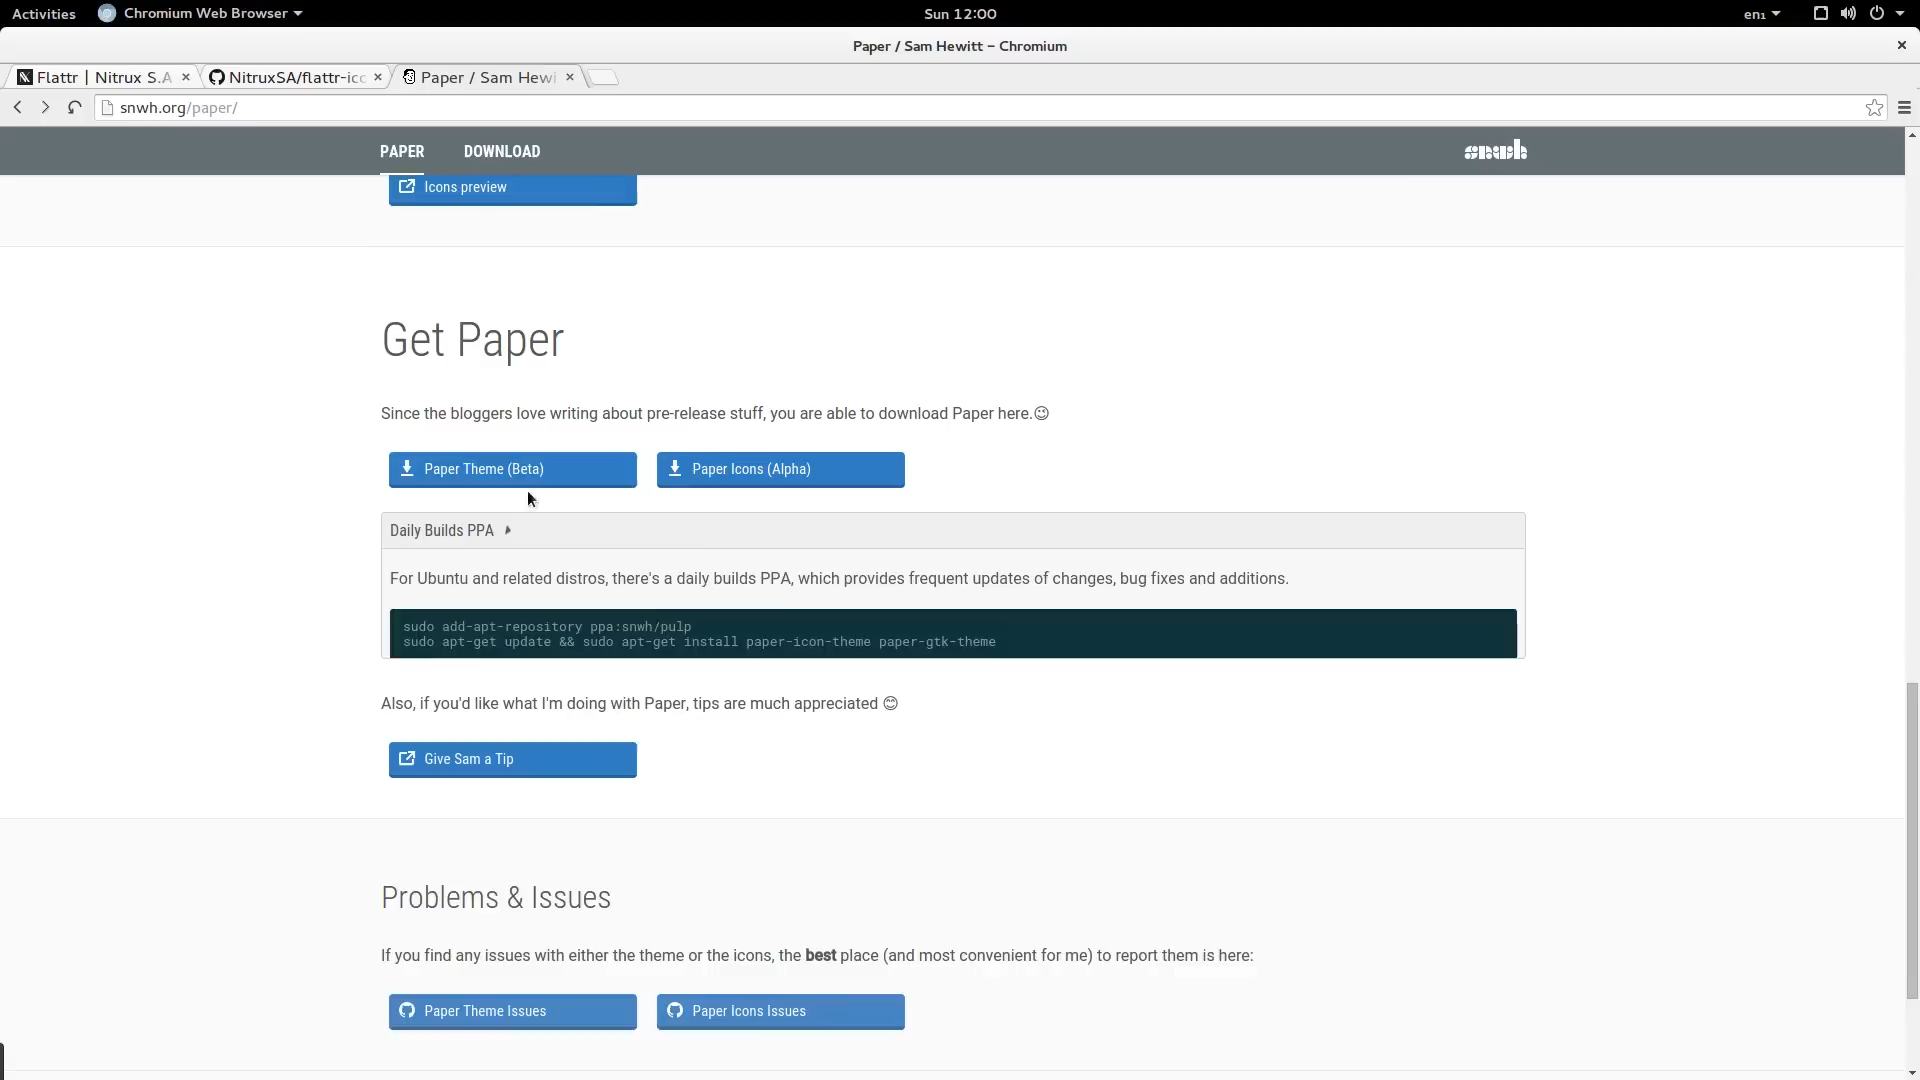 Activities
Chromium Web Browser
Sun 12:00
en₁
Paper / Sam Hewitt – Chromium
Flattr | Nitrux S.A
NitruxSA/flattr-icc
Paper / Sam Hewi
snwh.org/paper/
PAPER
DOWNLOAD
snwh
Icons preview
Get Paper
Since the bloggers love writing about pre-release stuff, you are able to download Paper here.😉
Paper Theme (Beta)
Paper Icons (Alpha)
Daily Builds PPA
For Ubuntu and related distros, there's a daily builds PPA, which provides frequent updates of changes, bug fixes and additions.
sudo add-apt-repository ppa:snwh/pulp
sudo apt-get update && sudo apt-get install paper-icon-theme paper-gtk-theme
Also, if you'd like what I'm doing with Paper, tips are much appreciated 😊
Give Sam a Tip
Problems & Issues
If you find any issues with either the theme or the icons, the best place (and most convenient for me) to report them is here:
Paper Theme Issues
Paper Icons Issues